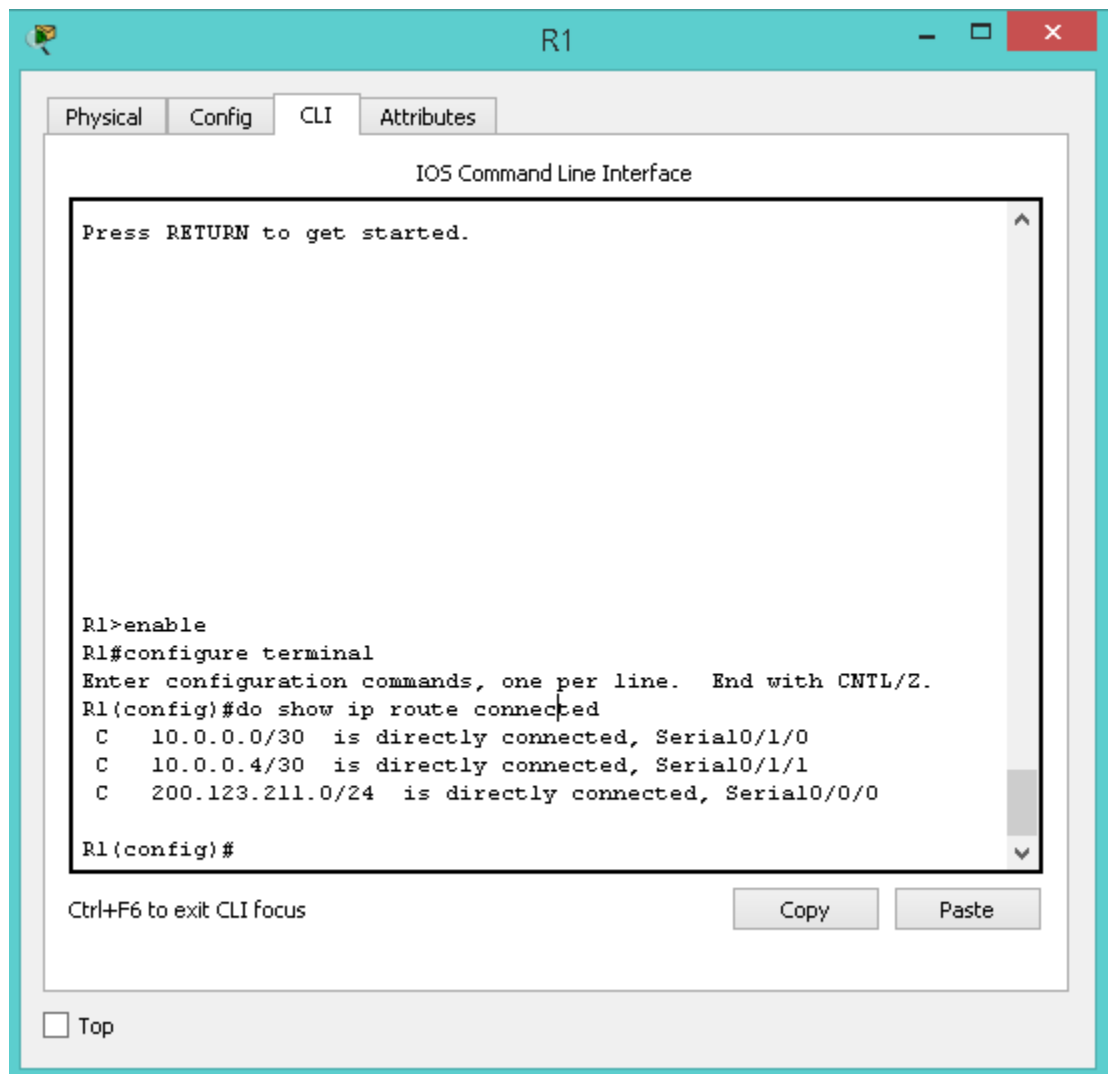 R1
Physical Config CLI Attributes
IOS Command Line Interface
Press RETURN to get started.
R1>enable
R1#configure terminal
Enter configuration commands, one per line.  End with CNTL/Z.
R1(config)#do show ip route connected
 C   10.0.0.0/30  is directly connected, Serial0/1/0
 C   10.0.0.4/30  is directly connected, Serial0/1/1
 C   200.123.211.0/24  is directly connected, Serial0/0/0
R1(config)#
Ctrl+F6 to exit CLI focus
Copy Paste
Top